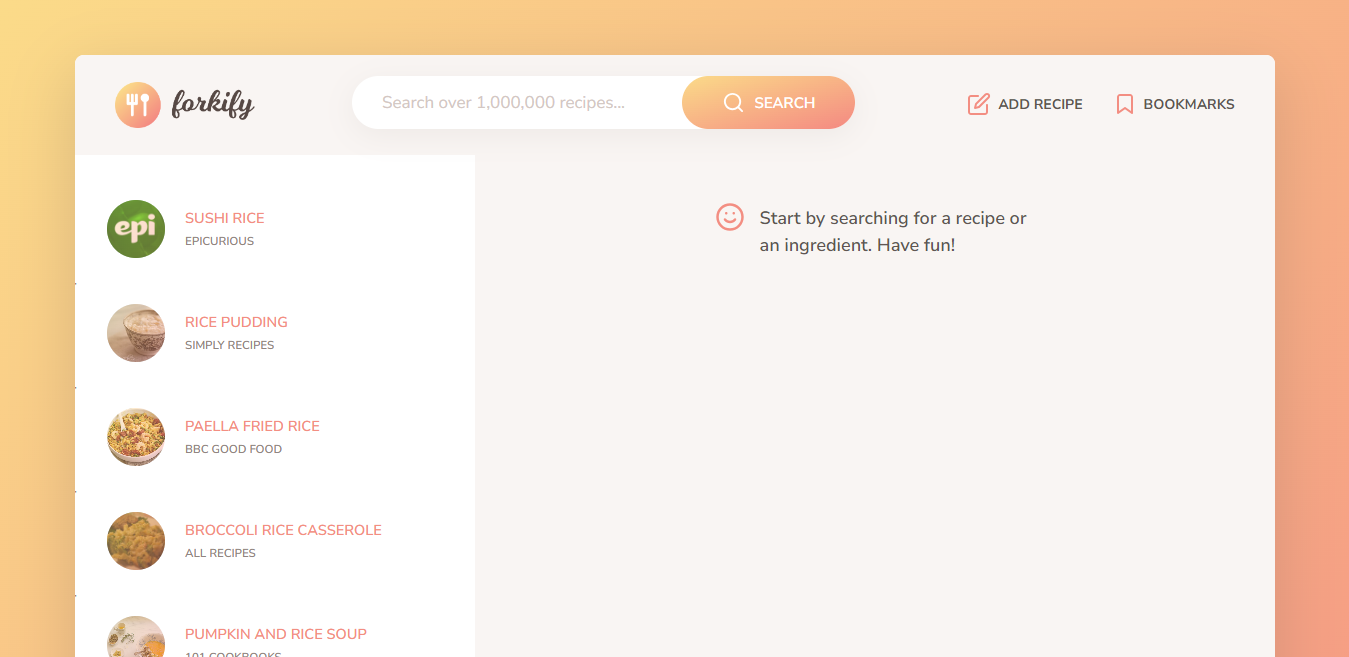 forkify
Search over 1,000,000 recipes...
SEARCH
ADD RECIPE
BOOKMARKS
epi
SUSHI RICE
EPICURIOUS
RICE PUDDING
SIMPLY RECIPES
PAELLA FRIED RICE
BBC GOOD FOOD
BROCCOLI RICE CASSEROLE
ALL RECIPES
PUMPKIN AND RICE SOUP
101 COOKBOOKS
Start by searching for a recipe or
an ingredient. Have fun!